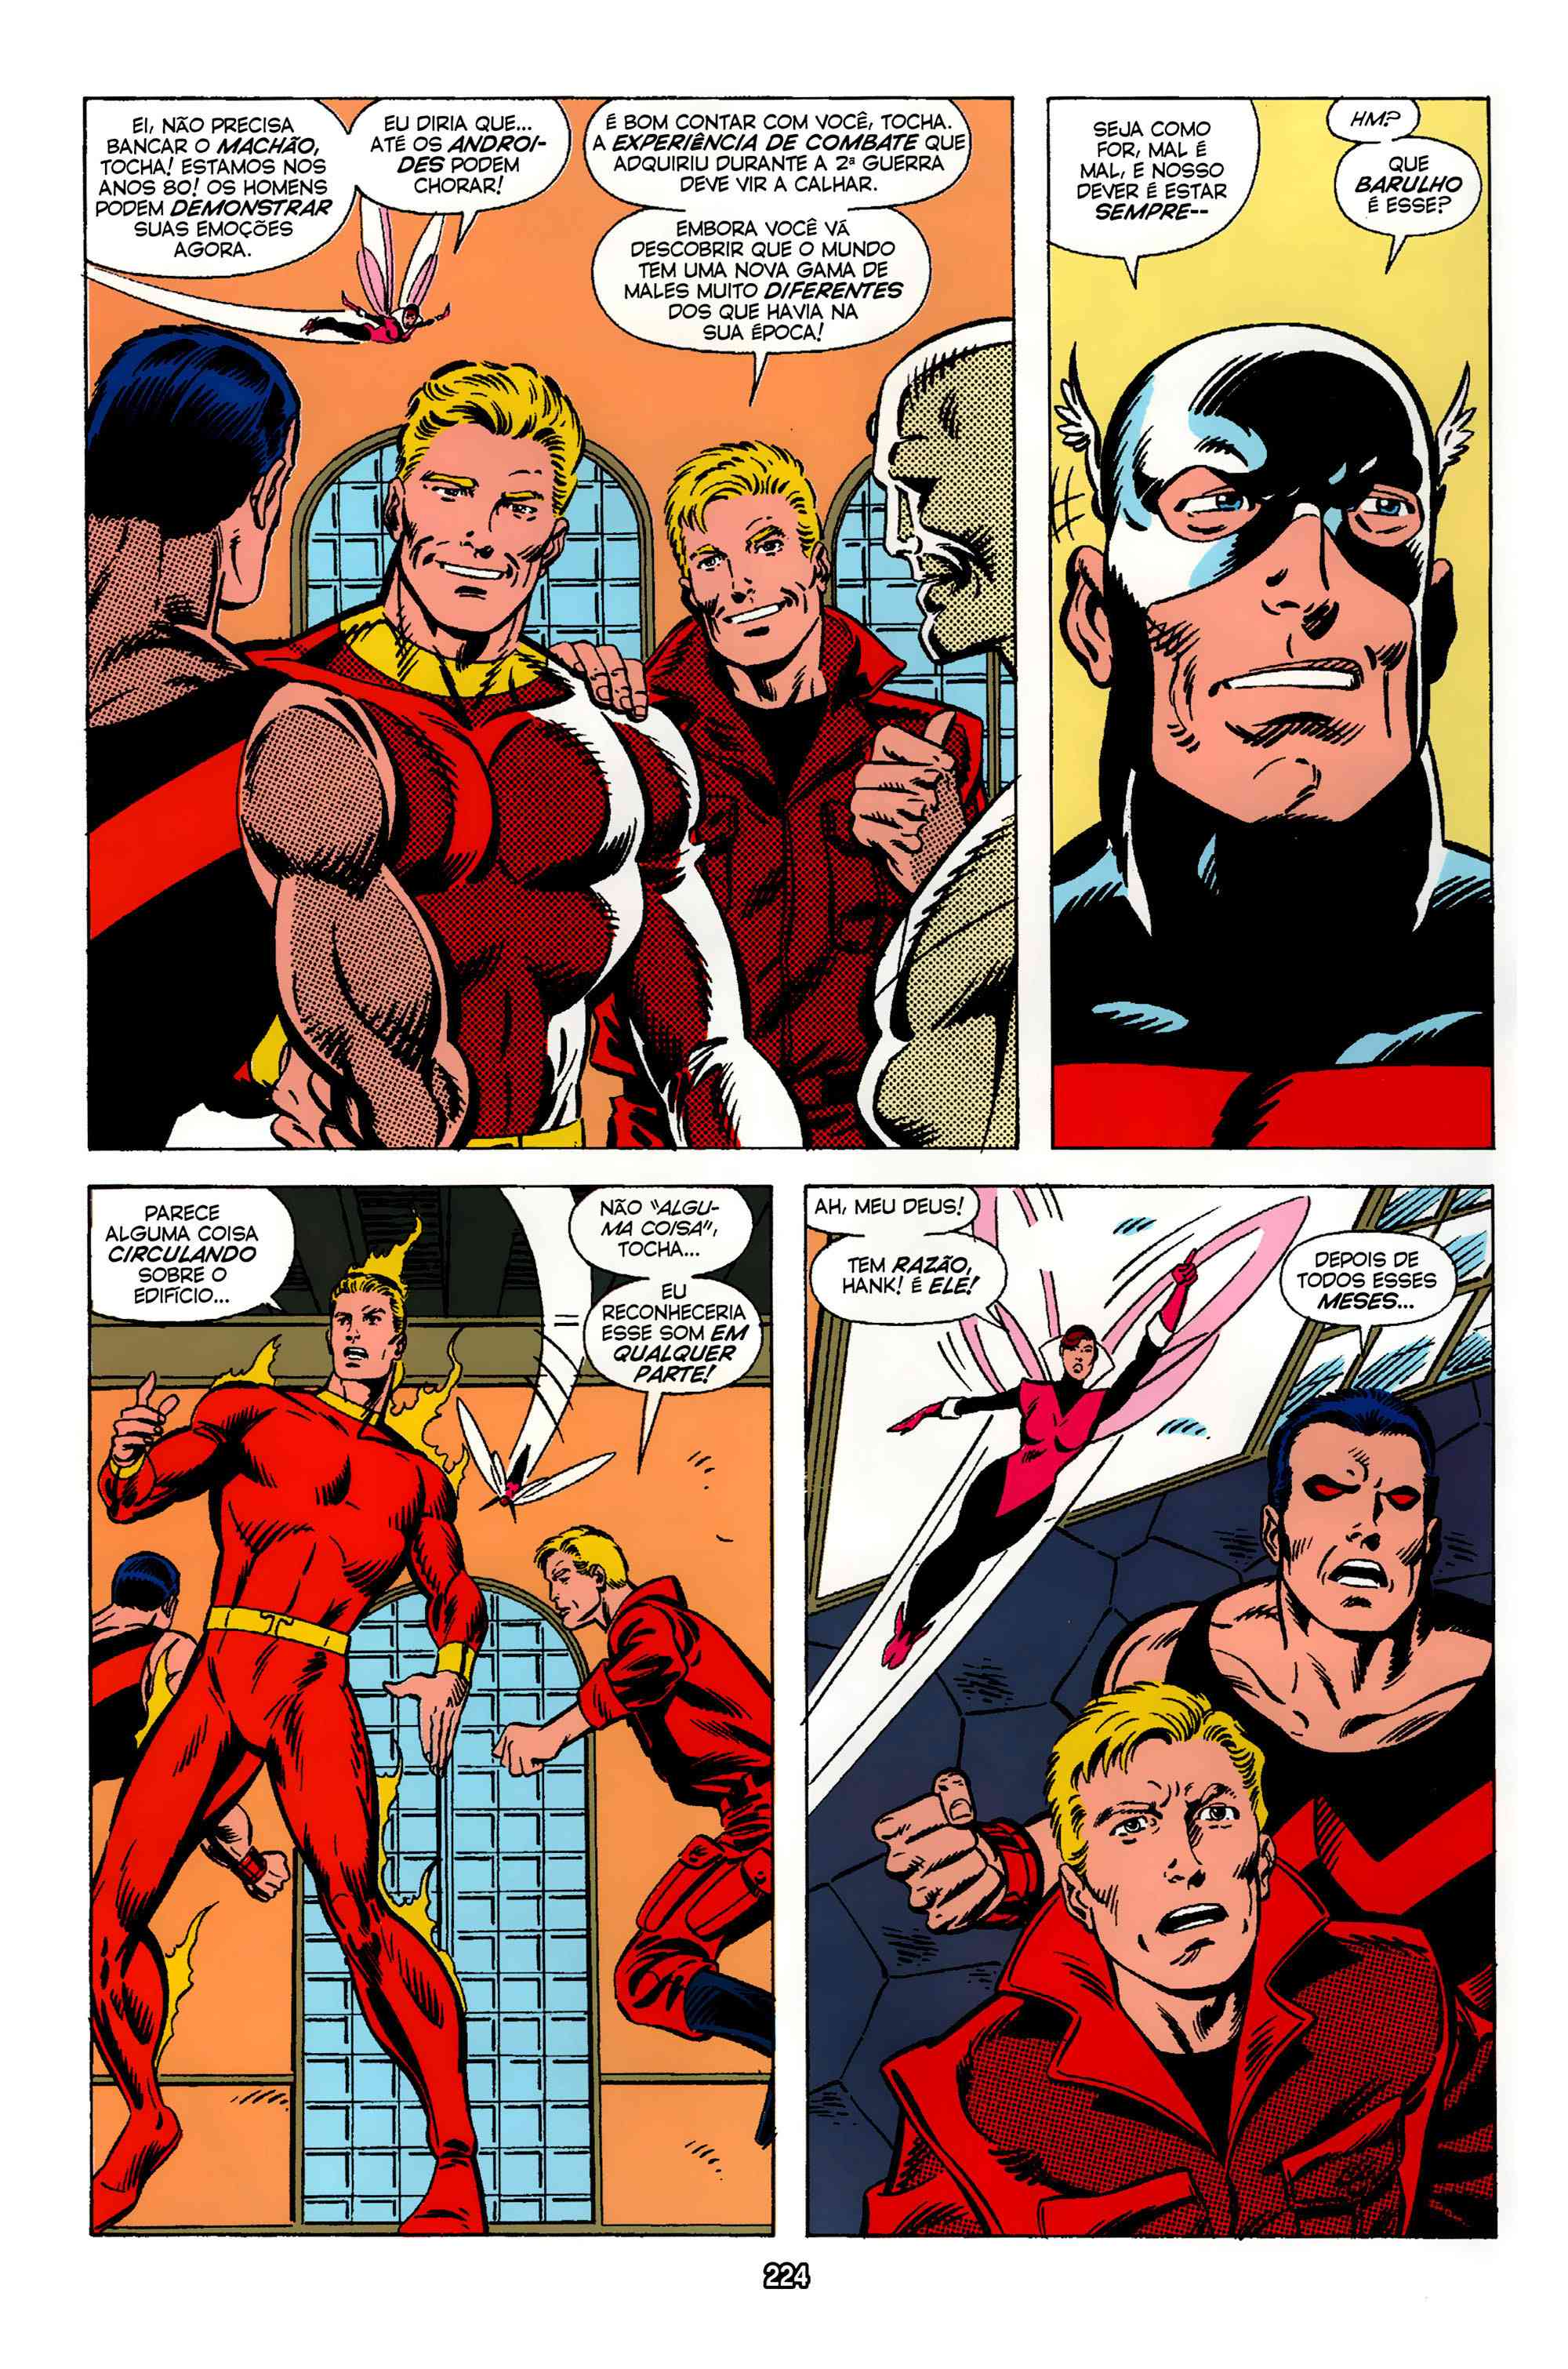 EI, NÃO PRECISA
BANCAR O MACHÃO,
TOCHA! ESTAMOS NOS
ANOS 80! OS HOMENS
PODEM DEMONSTRAR
SUAS EMOÇÕES
AGORA.
EU DIRIA QUE...
ATÉ OS ANDROI-
DES PODEM
CHORAR!
É BOM CONTAR COM VOCÊ, TOCHA.
A EXPERIÊNCIA DE COMBATE QUE
ADQUIRIU DURANTE A 2ª GUERRA
DEVE VIR A CALHAR.
EMBORA VOCÊ VÁ
DESCOBRIR QUE O MUNDO
TEM UMA NOVA GAMA DE
MALES MUITO DIFERENTES
DOS QUE HAVIA NA
SUA ÉPOCA!
SEJA COMO
FOR, MAL É
MAL, E NOSSO
DEVER É ESTAR
SEMPRE--
HM?
QUE
BARULHO
É ESSE?
PARECE
ALGUMA COISA
CIRCULANDO
SOBRE O
EDIFÍCIO...
NÃO "ALGU-
MA COISA",
TOCHA...
EU
RECONHECERIA
ESSE SOM EM
QUALQUER
PARTE!
AH, MEU DEUS!
TEM RAZÃO,
HANK! É ELE!
DEPOIS DE
TODOS ESSES
MESES...
224